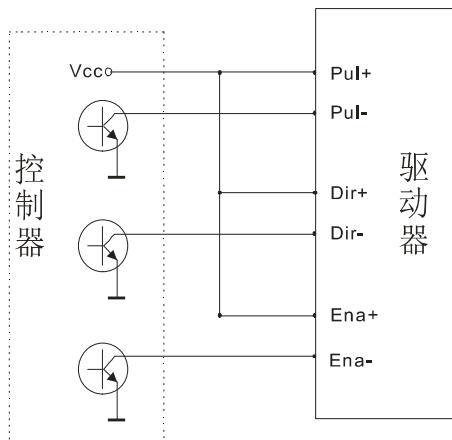 Vcc
Pul+
Pul-
Dir+
Dir-
Ena+
Ena-
控制器
驱动器